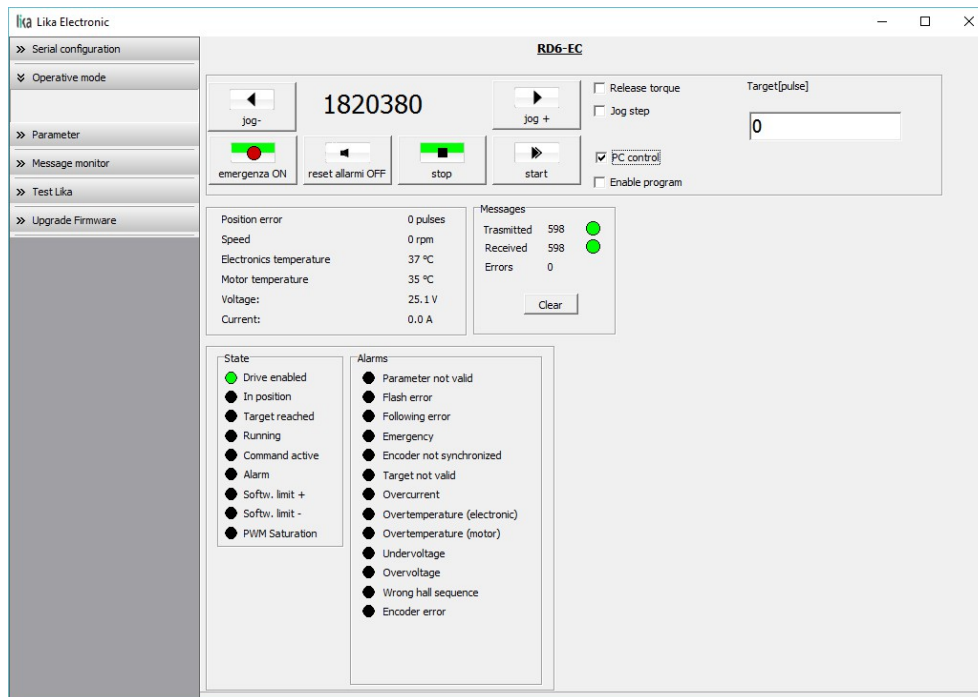 lika Lika Electronic
Serial configuration
Operative mode
Parameter
Message monitor
Test Lika
Upgrade Firmware
RD6-EC
jog-
1820380
jog +
emergenza ON
reset allarmi OFF
stop
start
Release torque
Jog step
PC control
Enable program
Target[pulse]
0
Position error 0 pulses
Speed 0 rpm
Electronics temperature 37 ºC
Motor temperature 35 ºC
Voltage: 25.1 V
Current: 0.0 A
Messages
Trasmitted 598
Received 598
Errors 0
Clear
State
Drive enabled
In position
Target reached
Running
Command active
Alarm
Softw. limit +
Softw. limit -
PWM Saturation
Alarms
Parameter not valid
Flash error
Following error
Emergency
Encoder not synchronized
Target not valid
Overcurrent
Overtemperature (electronic)
Overtemperature (motor)
Undervoltage
Overvoltage
Wrong hall sequence
Encoder error